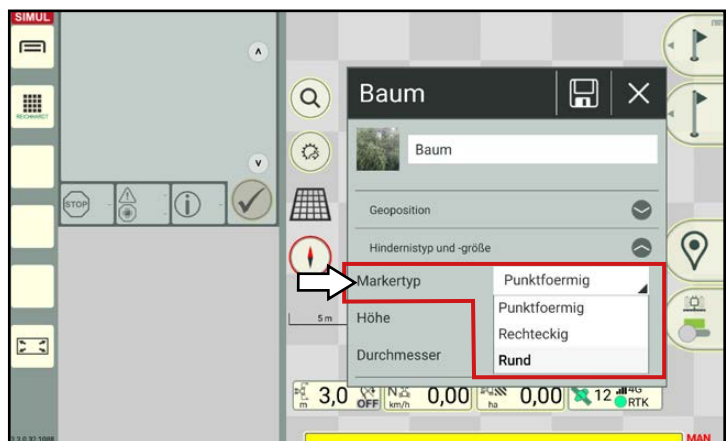 SIMUL
REICHHARDT
STOP - - -
Baum
Baum
Geoposition
Hindernistyp und -größe
Markertyp Punktfoermig
Punktfoermig
Rechteckig
Rund
Höhe
Durchmesser
5 m
m 3,0 OFF km/h 0,00 ha 0,00 12 4G
RTK
MAN